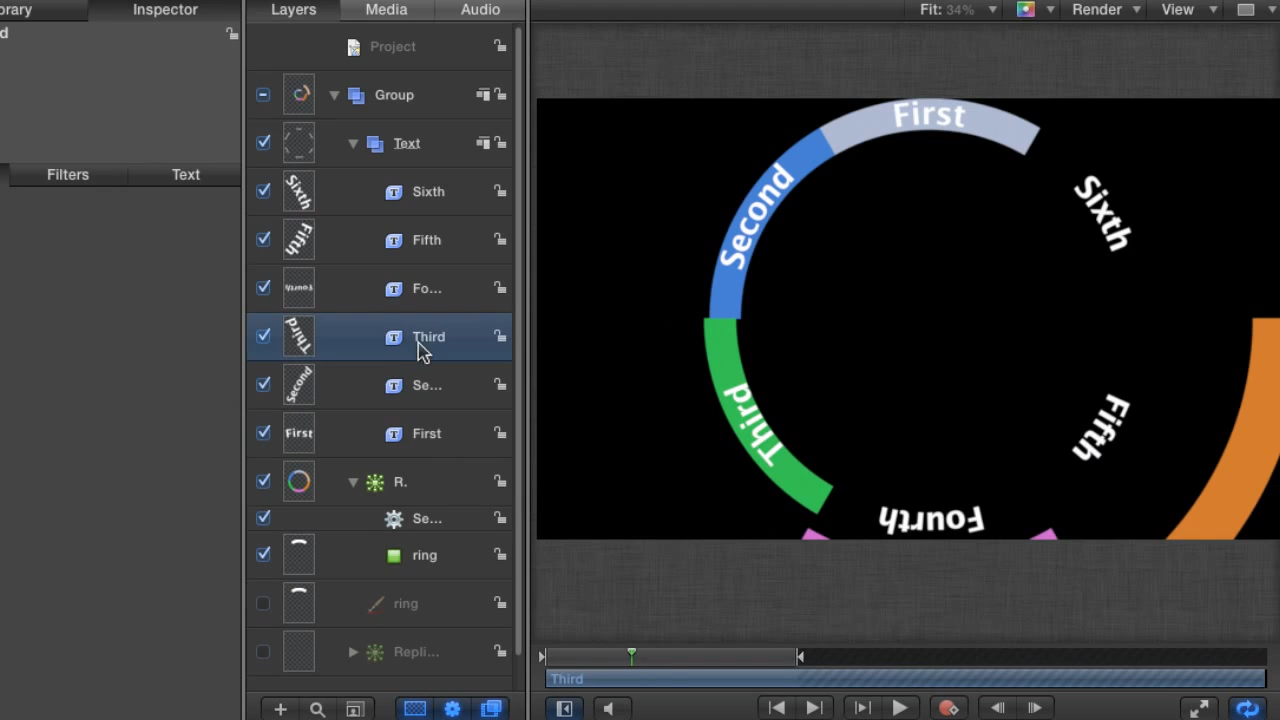 orary
Inspector
Layers
Media
Audio
Fit: 34%
Render
View
d
Project
Group
Text
Sixth
Fifth
Fo...
Third
Se...
First
R.
Se...
ring
ring
Repli...
Filters
Text
First
Second
Third
Fourth
Fifth
Sixth
Third